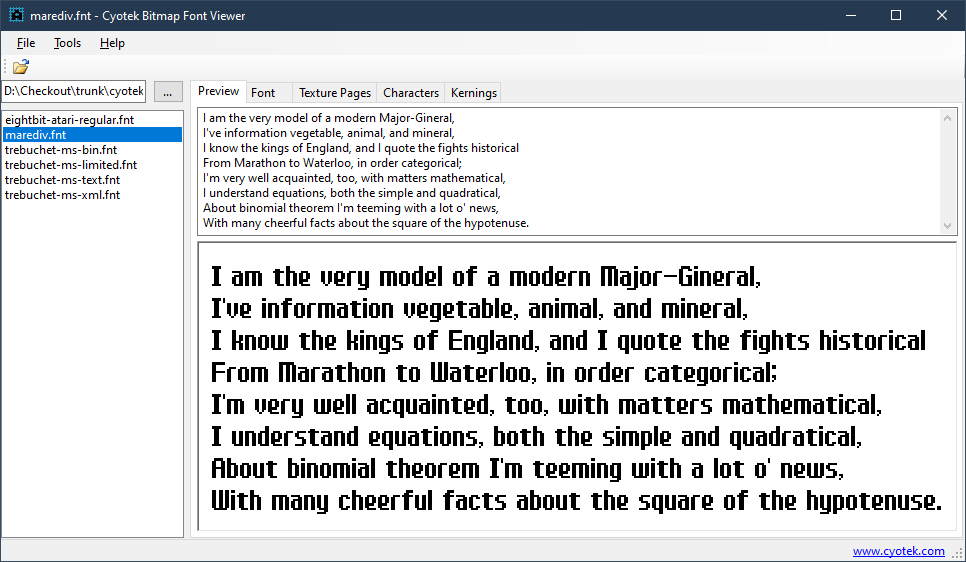 marediv.fnt - Cyotek Bitmap Font Viewer
File Tools Help
D:\Checkout\trunk\cyotek
...
Preview Font Texture Pages Characters Kernings
eightbit-atari-regular.fnt
marediv.fnt
trebuchet-ms-bin.fnt
trebuchet-ms-limited.fnt
trebuchet-ms-text.fnt
trebuchet-ms-xml.fnt
I am the very model of a modern Major-Gineral,
I've information vegetable, animal, and mineral,
I know the kings of England, and I quote the fights historical
From Marathon to Waterloo, in order categorical;
I'm very well acquainted, too, with matters mathematical,
I understand equations, both the simple and quadratical,
About binomial theorem I'm teeming with a lot o' news,
With many cheerful facts about the square of the hypotenuse.
I am the very model of a modern Major-Gineral,
I've information vegetable, animal, and mineral,
I know the kings of England, and I quote the fights historical
From Marathon to Waterloo, in order categorical;
I'm very well acquainted, too, with matters mathematical,
I understand equations, both the simple and quadratical,
About binomial theorem I'm teeming with a lot o' news,
With many cheerful facts about the square of the hypotenuse.
www.cyotek.com